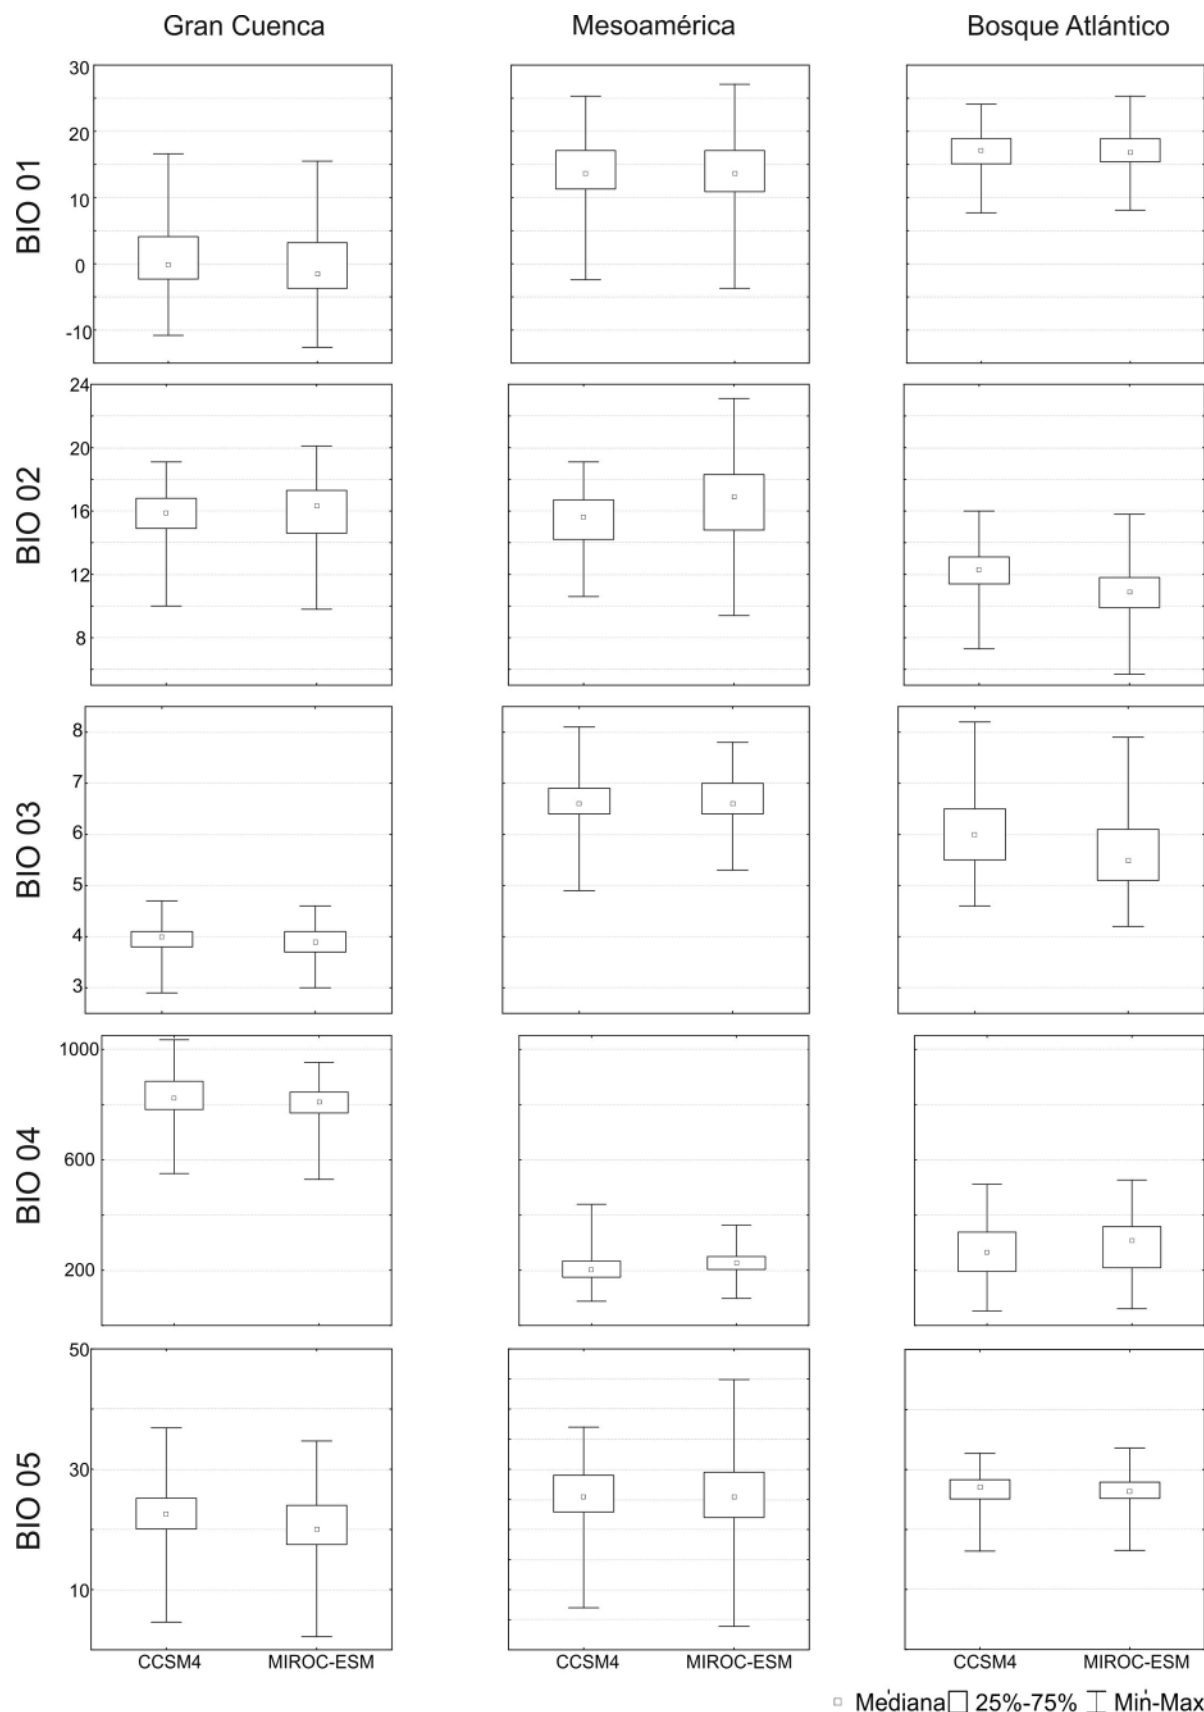 Gran Cuenca Mesoamérica Bosque Atlántico
BIO 01
30
20
10
0
-10
BIO 02
24
20
16
12
8
BIO 03
8
7
6
5
4
3
BIO 04
1000
600
200
BIO 05
50
30
10
CCSM4 MIROC-ESM CCSM4 MIROC-ESM CCSM4 MIROC-ESM
Mediana 25%-75% Min-Max